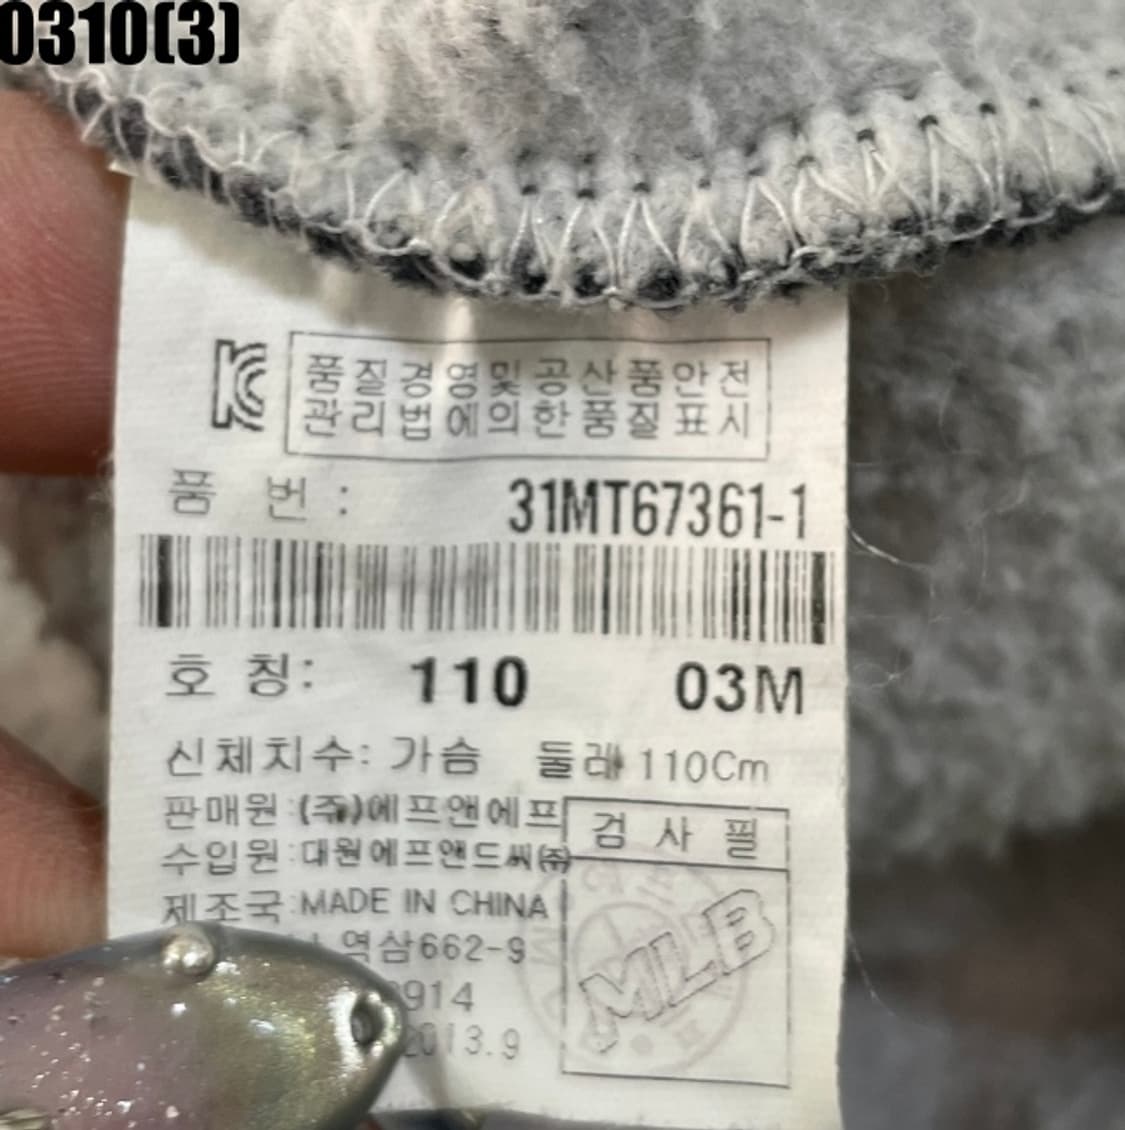 0310(3)
품질경영및공산품안전
관리법에의한품질표시
품 번 : 31MT67361-1
호 칭: 110 03M
신체치수: 가슴 둘레 110Cm
판매원:(주)에프앤에프
수입원:대원에프앤드씨㈜
제조국:MADE IN CHINA
역삼662-9
914
2013.9
검 사 필
MLB